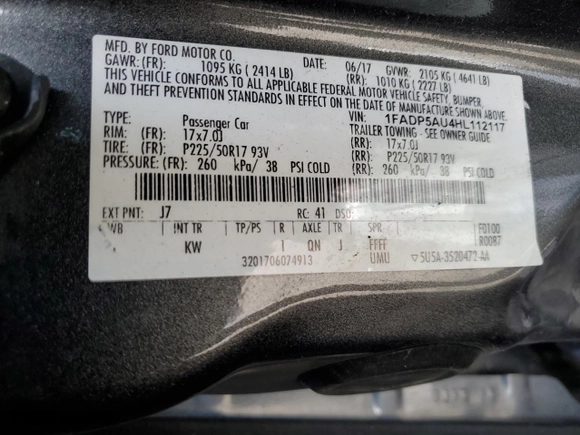 MFD. BY FORD MOTOR CO. DATE: 06/17 GVWR: 2105 KG ( 4641 LB)
GAWR: (FR): 1095 KG ( 2414 LB) (RR): 1010 KG ( 2227 LB)
THIS VEHICLE CONFORMS TO ALL APPLICABLE FEDERAL MOTOR VEHICLE SAFETY, BUMPER,
AND THEFT PREVENTION STANDARDS IN EFFECT ON THE DATE OF MANUFACTURE SHOWN ABOVE.
VIN: 1FADP5AU4HL112117
TYPE: Passenger Car TRAILER TOWING - SEE OWNER GUIDE
RIM: (FR): 17x7.0J (RR): 17x7.0J
TIRE: (FR): P225/50R17 93V (RR): P225/50R17 93V
PRESSURE: (FR): 260 kPa/ 38 PSI COLD (RR): 260 kPa/ 38 PSI COLD
EXT PNT: J7 RC: 41 DSO:
WB INT TR TP/PS R AXLE TR SPR F0100
KW I QN J FFFF R0087
3201706074913 UMU ▽ 5U5A-3520472-AA